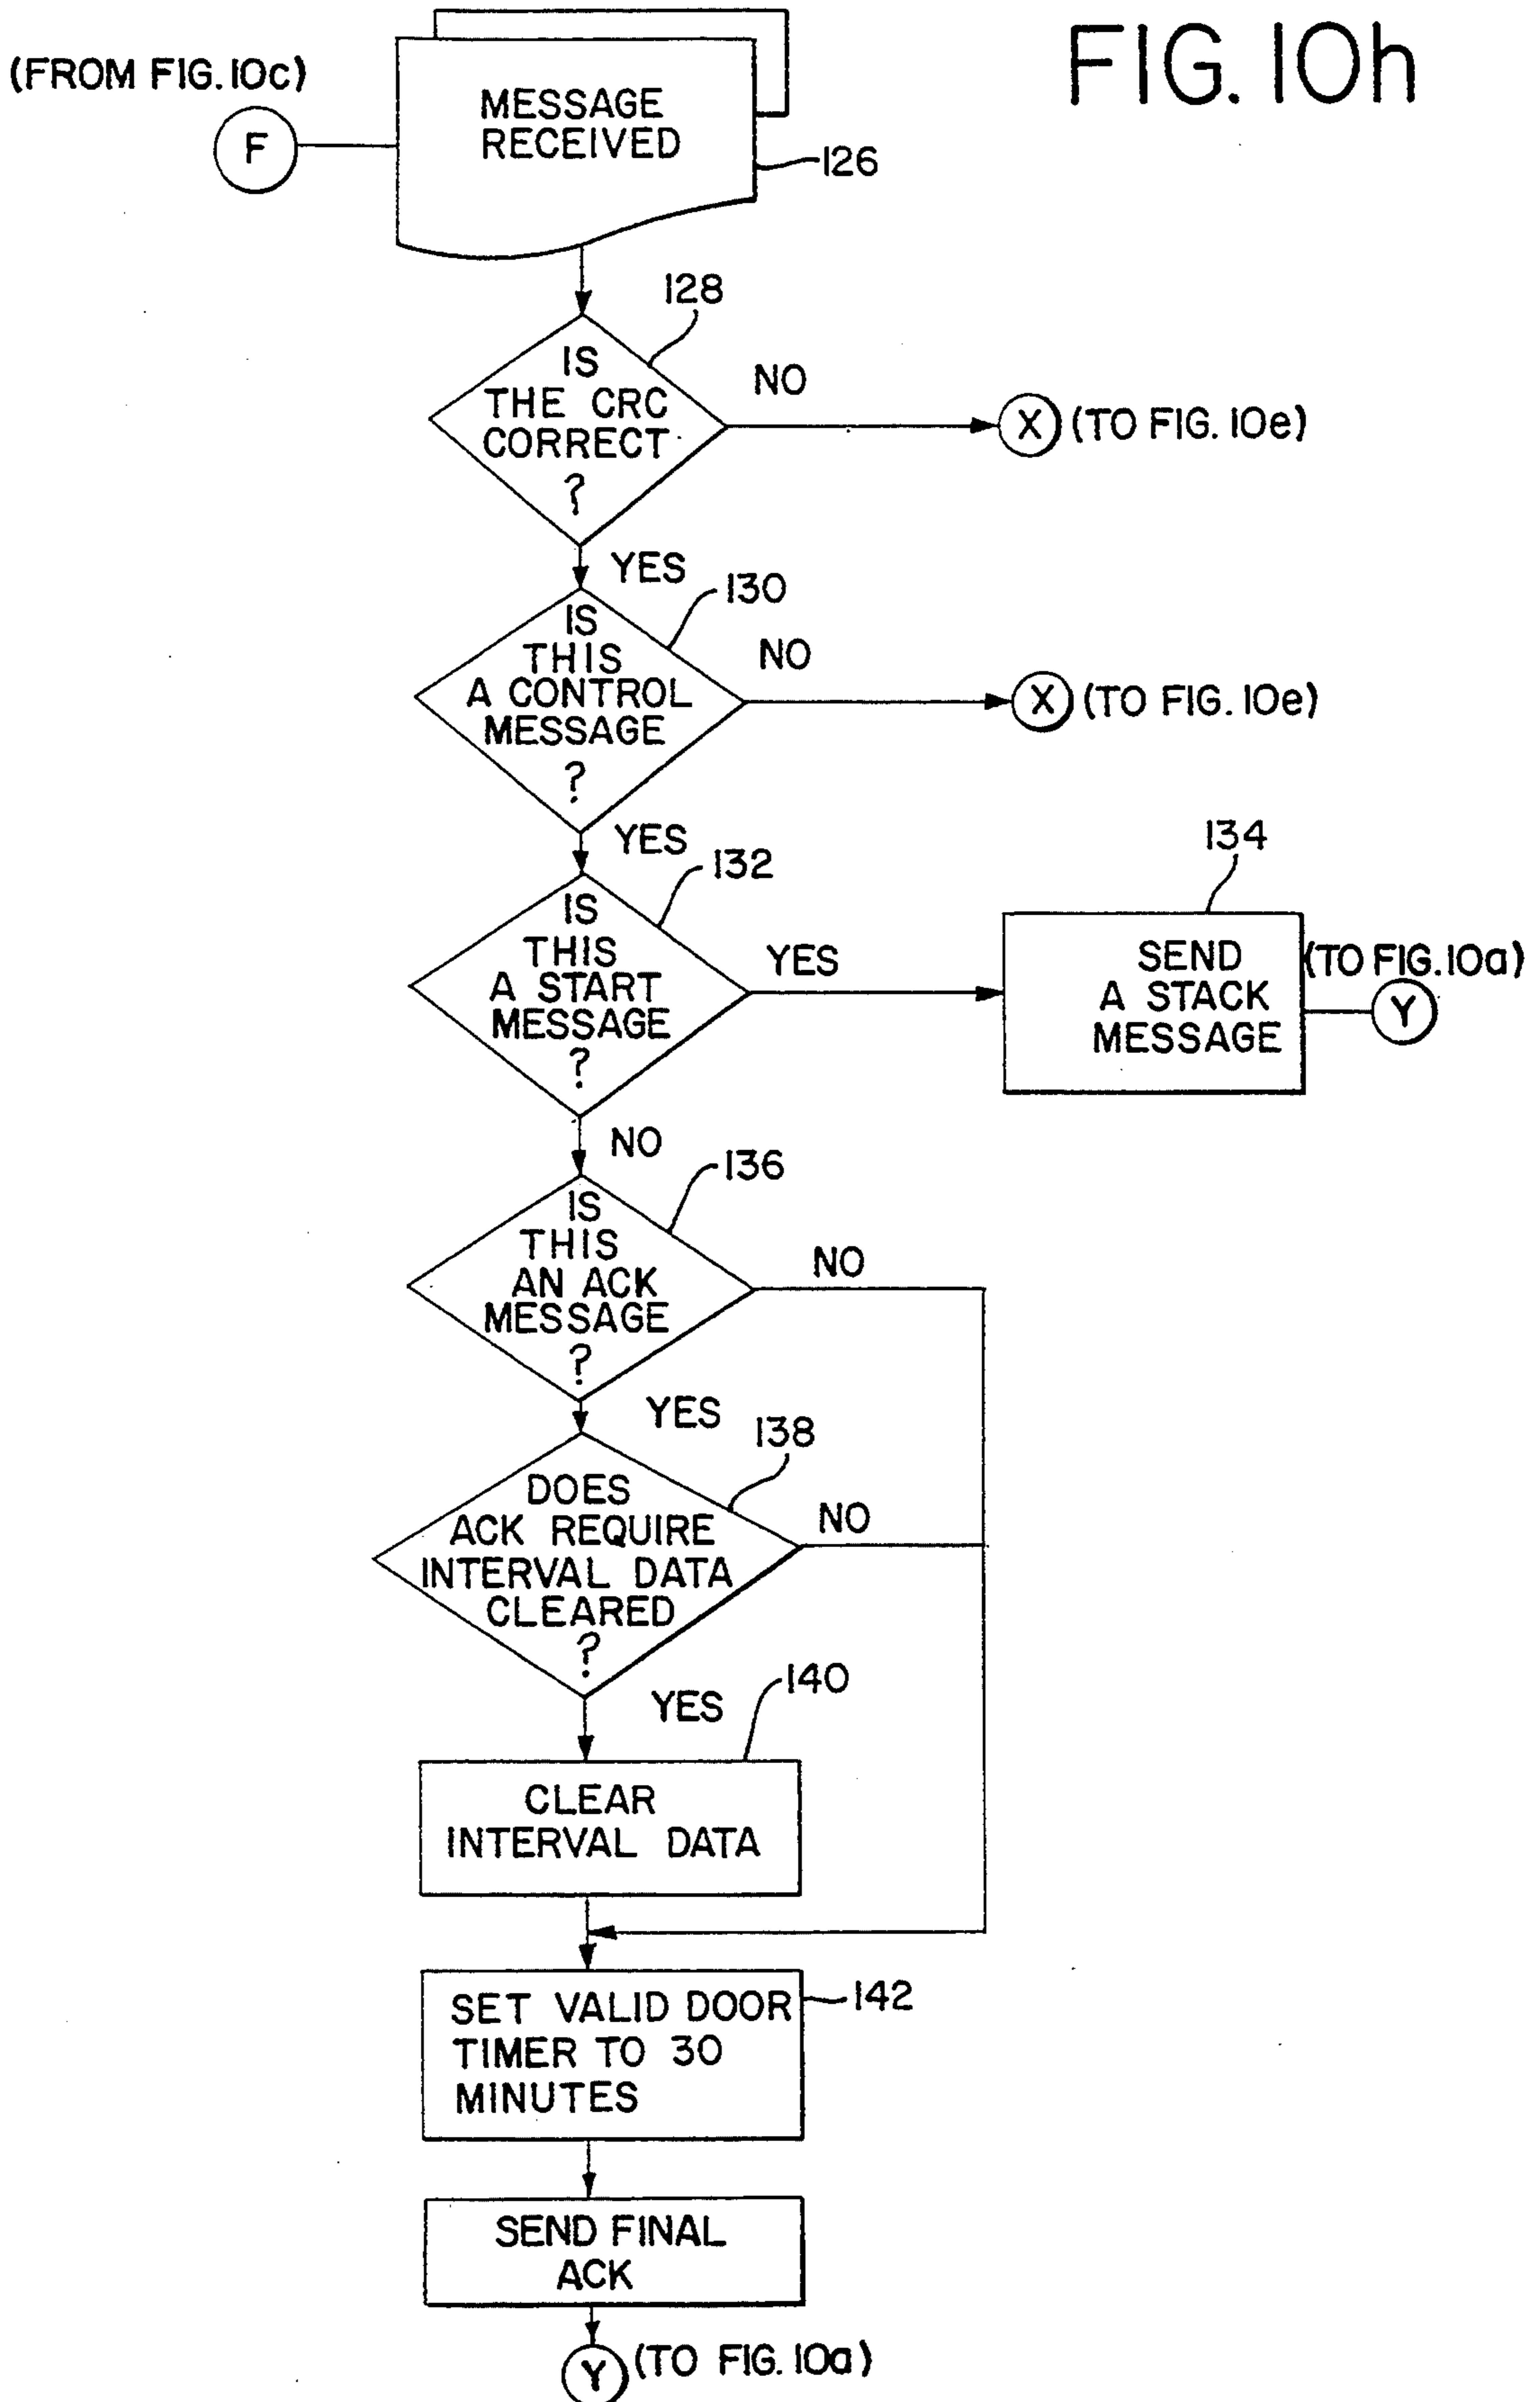 FIG. 10h
(FROM FIG. 10c)
F
MESSAGE
RECEIVED
126
128
IS
THE CRC
CORRECT
?
NO
X (TO FIG. 10e)
YES
130
IS
THIS
A CONTROL
MESSAGE
?
NO
X (TO FIG. 10e)
YES
132
IS
THIS
A START
MESSAGE
?
YES
134
SEND
A STACK
MESSAGE
(TO FIG. 10a)
Y
NO
136
IS
THIS
AN ACK
MESSAGE
?
NO
YES
138
DOES
ACK REQUIRE
INTERVAL DATA
CLEARED
?
NO
YES
140
CLEAR
INTERVAL DATA
SET VALID DOOR
TIMER TO 30
MINUTES
142
SEND FINAL
ACK
Y (TO FIG. 10a)